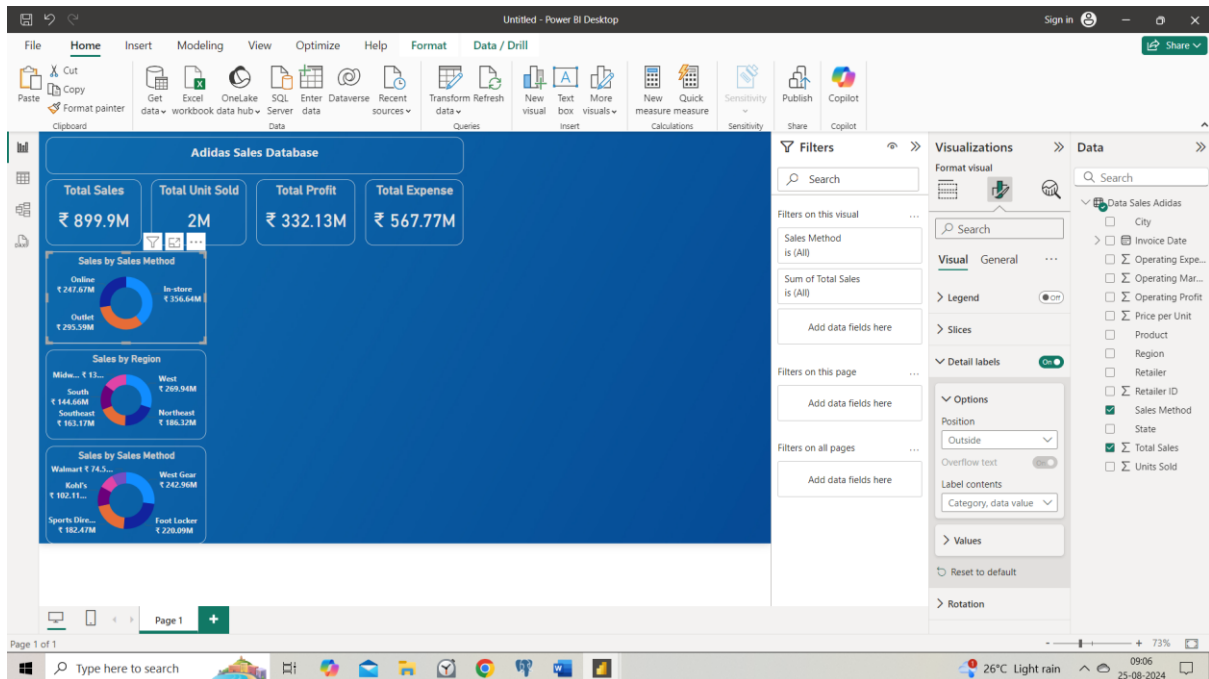 Untitled - Power BI Desktop
Sign in
File Home Insert Modeling View Optimize Help Format Data / Drill
Share
Paste
Cut
Copy
Format painter
Clipboard
Get data
Excel workbook
OneLake data hub
SQL Server
Enter data
Dataverse
Recent sources
Data
Transform data
Refresh
Queries
New visual
Text box
More visuals
Insert
New measure
Quick measure
Calculations
Sensitivity
Sensitivity
Publish
Share
Copilot
Copilot
Adidas Sales Database
Total Sales
₹ 899.9M
Total Unit Sold
2M
Total Profit
₹ 332.13M
Total Expense
₹ 567.77M
Sales by Sales Method
Online
₹ 247.67M
In-store
₹ 356.64M
Outlet
₹ 295.59M
Sales by Region
Midw... ₹ 13...
West
₹ 269.94M
South
₹ 144.66M
Southeast
₹ 163.17M
Northeast
₹ 186.32M
Sales by Sales Method
Walmart ₹ 74.5...
West Gear
₹ 242.96M
Kohl's
₹ 102.11...
Sports Dire...
₹ 182.47M
Foot Locker
₹ 220.09M
Filters
Search
Filters on this visual ...
Sales Method
is (All)
Sum of Total Sales
is (All)
Add data fields here
Filters on this page ...
Add data fields here
Filters on all pages ...
Add data fields here
Visualizations
Format visual
Search
Visual General ...
Legend Off
Slices
Detail labels On
Options
Position
Outside
Overflow text On
Label contents
Category, data value
Values
Reset to default
Rotation
Data
Search
Data Sales Adidas
City
Invoice Date
Operating Expe...
Operating Mar...
Operating Profit
Price per Unit
Product
Region
Retailer
Retailer ID
Sales Method
State
Total Sales
Units Sold
Page 1
Page 1 of 1
73%
Type here to search
26°C Light rain
09:06
25-08-2024